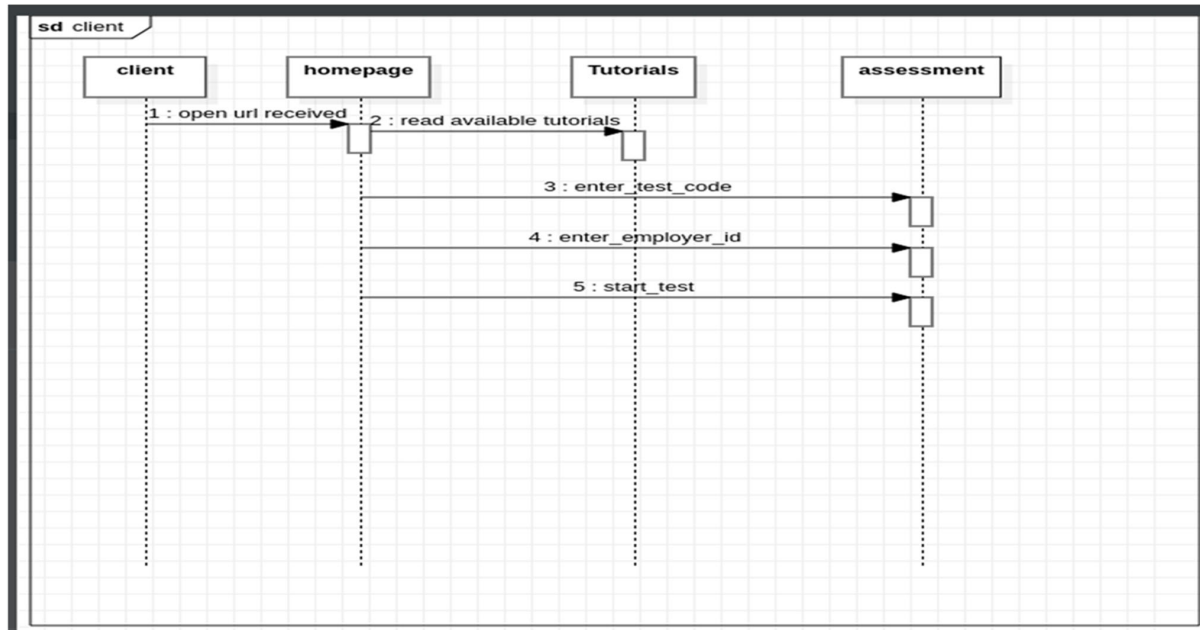 sd client
client
homepage
Tutorials
assessment
1 : open url received
2 : read available tutorials
3 : enter_test_code
4 : enter_employer_id
5 : start_test